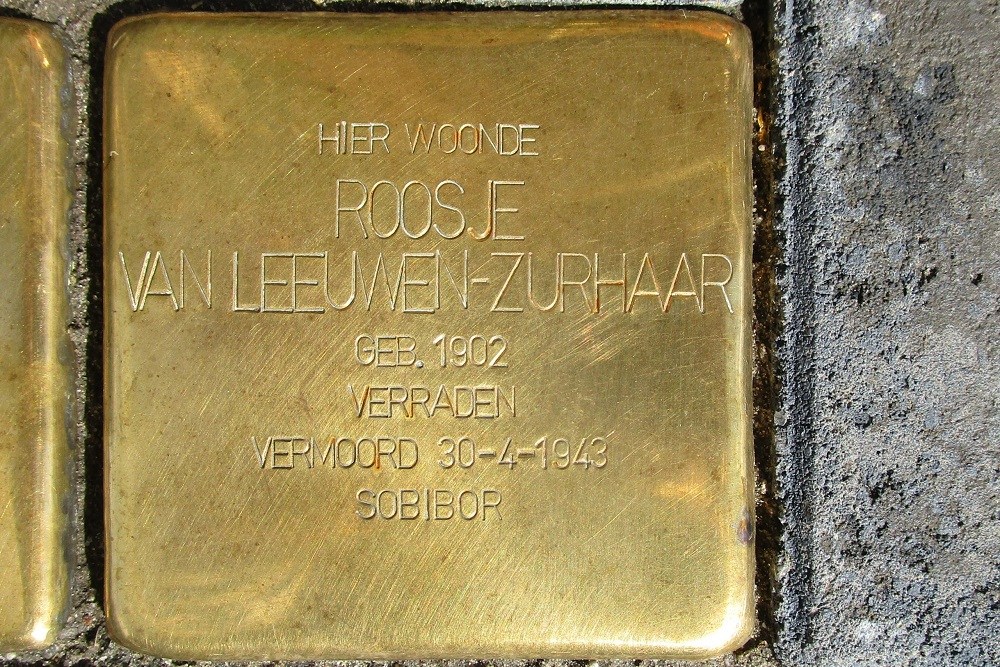 HIER WOONDE
ROOSJE
VAN LEEUWEN-ZURHAAR
GEB. 1902
VERRADEN
VERMOORD 30-4-1943
SOBIBOR